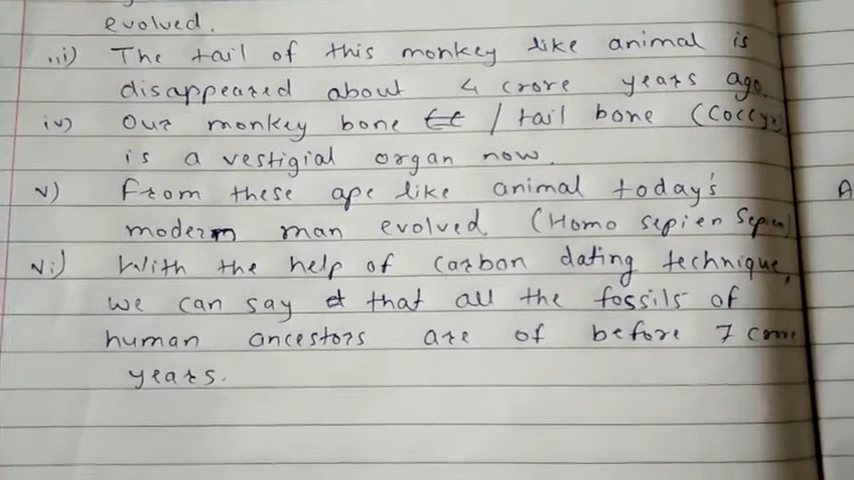 evolved.
iii) The tail of this monkey like animal is
disappeared about 4 crore years ago.
iv) Our monkey bone / tail bone (Coccyx)
is a vestigial organ now.
v) From these ape like animal today's
modern man evolved. (Homo sepien Sepien)
vi) With the help of carbon dating technique,
we can say that all the fossils of
human ancestors are of before 7 crore
years.
A